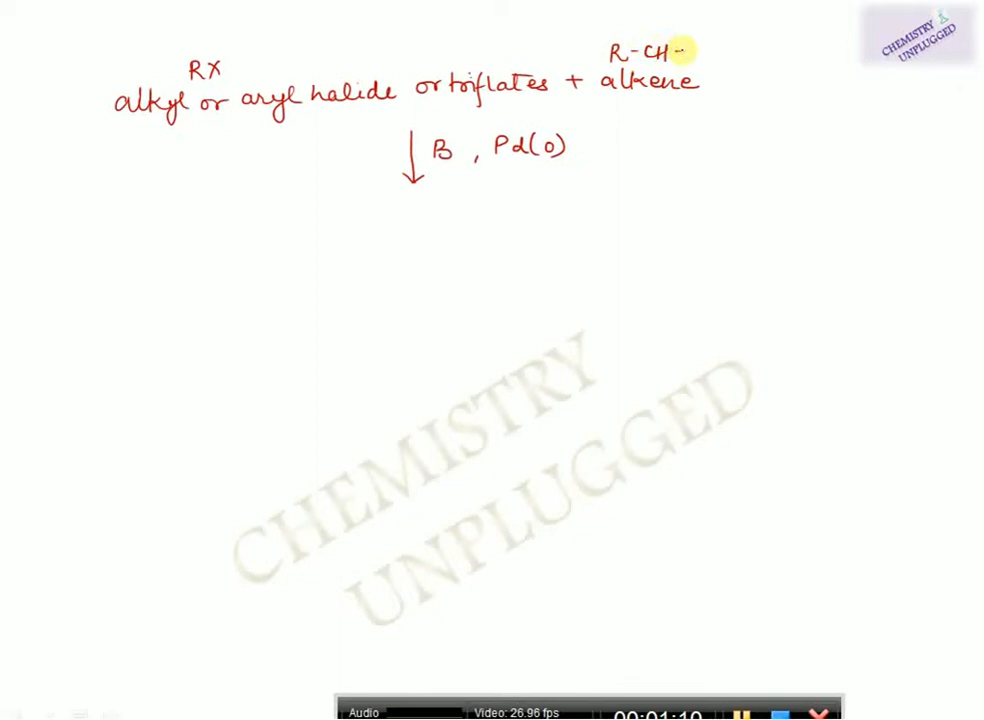 CHEMISTRY
UNPLUGGED
RX R-CH-
alkyl or aryl halide or triflates + alkene
B , Pd(0)
CHEMISTRY
UNPLUGGED
Audio Video: 26.96 fps
00:01:10